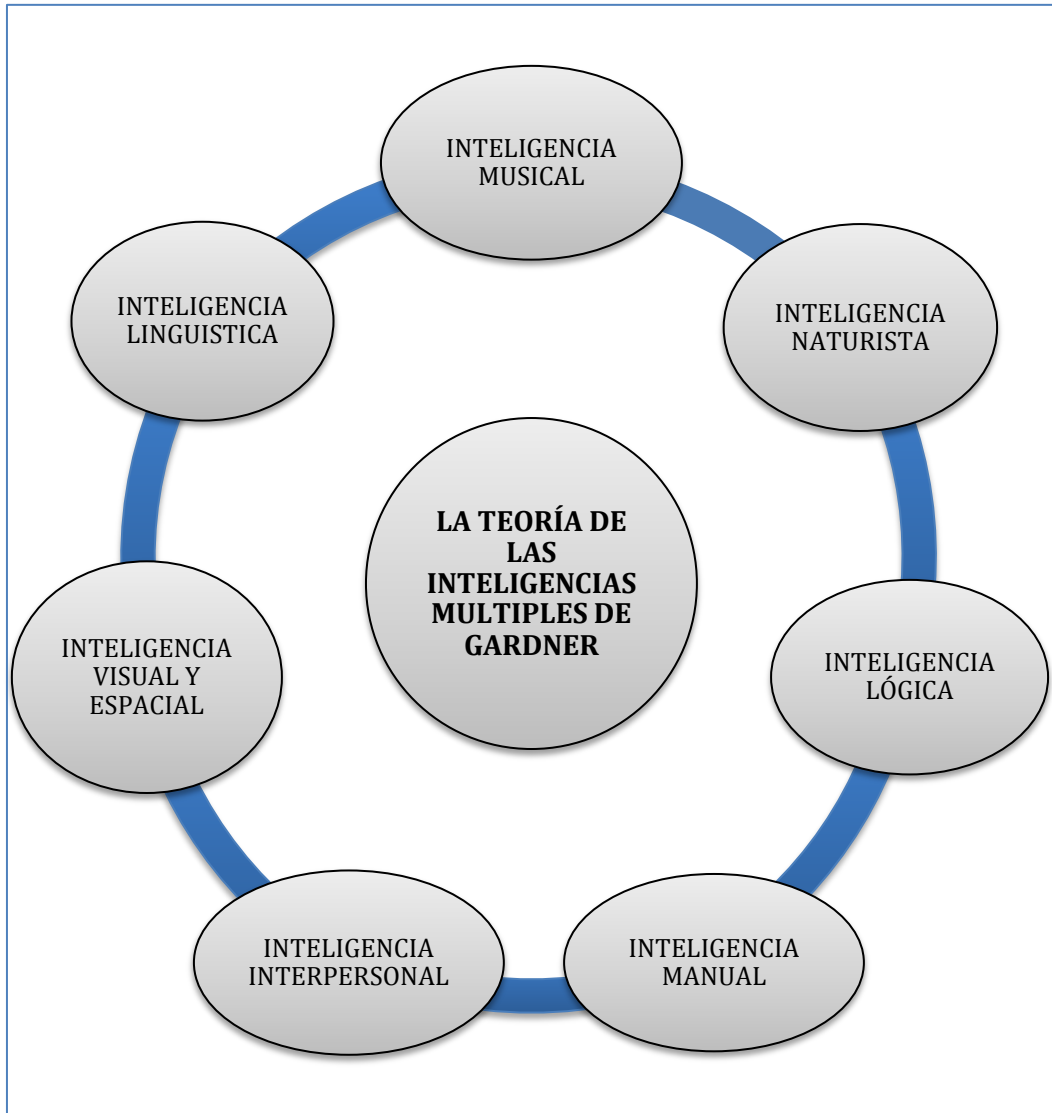 INTELIGENCIA
MUSICAL
INTELIGENCIA
NATURISTA
INTELIGENCIA
LÓGICA
INTELIGENCIA
MANUAL
INTELIGENCIA
INTERPERSONAL
INTELIGENCIA
VISUAL Y
ESPACIAL
INTELIGENCIA
LINGUISTICA
LA TEORÍA DE
LAS
INTELIGENCIAS
MULTIPLES DE
GARDNER